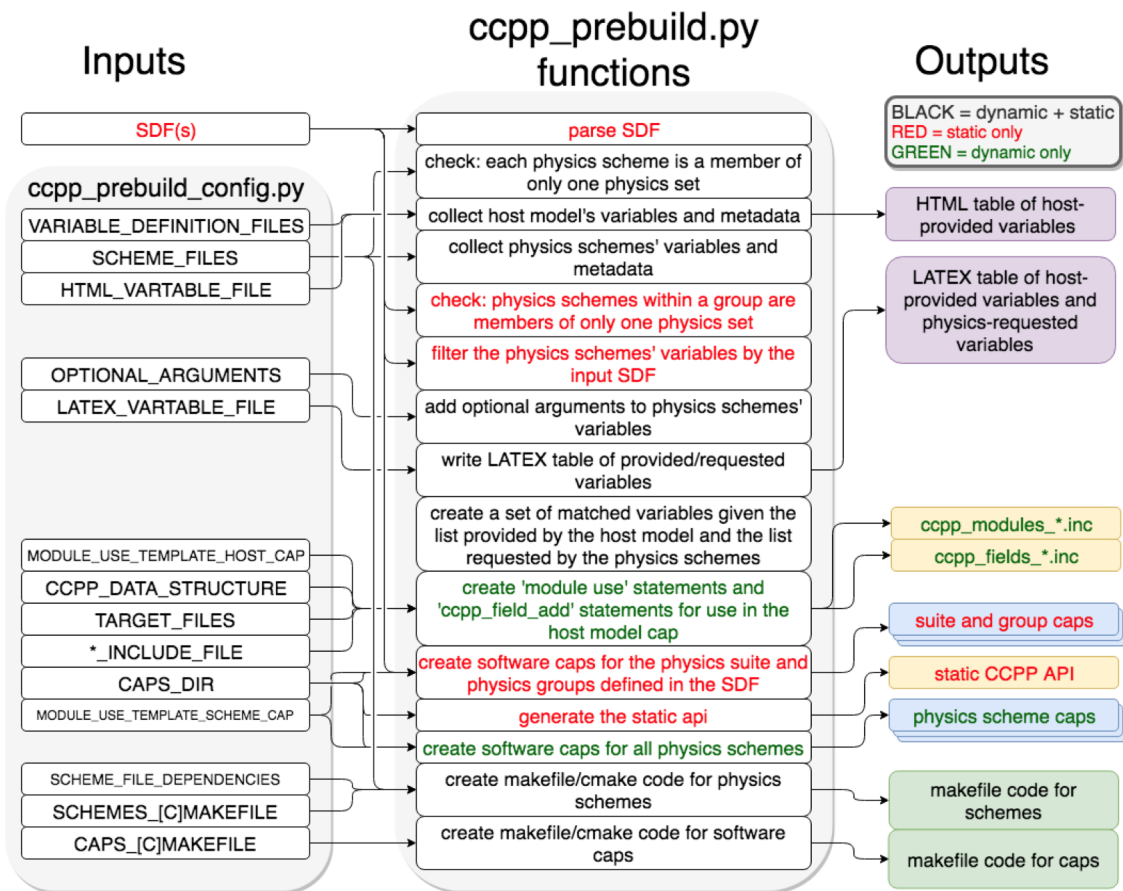 Inputs
ccpp_prebuild.py
functions
Outputs
SDF(s)
ccpp_prebuild_config.py
VARIABLE_DEFINITION_FILES
SCHEME_FILES
HTML_VARTABLE_FILE
OPTIONAL_ARGUMENTS
LATEX_VARTABLE_FILE
MODULE_USE_TEMPLATE_HOST_CAP
CCPP_DATA_STRUCTURE
TARGET_FILES
*_INCLUDE_FILE
CAPS_DIR
MODULE_USE_TEMPLATE_SCHEME_CAP
SCHEME_FILE_DEPENDENCIES
SCHEMES_[C]MAKEFILE
CAPS_[C]MAKEFILE
parse SDF
check: each physics scheme is a member of
only one physics set
collect host model's variables and metadata
collect physics schemes' variables and
metadata
check: physics schemes within a group are
members of only one physics set
filter the physics schemes' variables by the
input SDF
add optional arguments to physics schemes'
variables
write LATEX table of provided/requested
variables
create a set of matched variables given the
list provided by the host model and the list
requested by the physics schemes
create 'module use' statements and
'ccpp_field_add' statements for use in the
host model cap
create software caps for the physics suite and
physics groups defined in the SDF
generate the static api
create software caps for all physics schemes
create makefile/cmake code for physics
schemes
create makefile/cmake code for software
caps
BLACK = dynamic + static
RED = static only
GREEN = dynamic only
HTML table of host-
provided variables
LATEX table of host-
provided variables and
physics-requested
variables
ccpp_modules_*.inc
ccpp_fields_*.inc
suite and group caps
static CCPP API
physics scheme caps
makefile code for
schemes
makefile code for caps